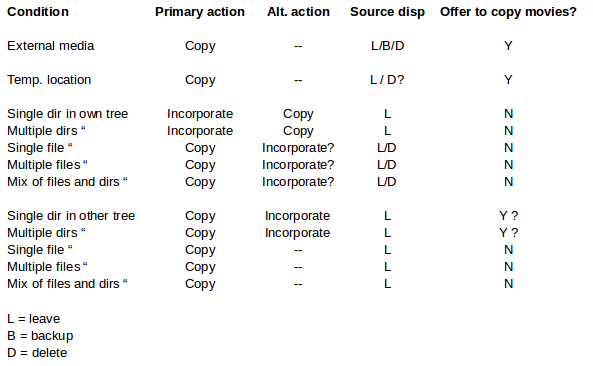 Condition Primary action Alt. action Source disp Offer to copy movies?
External media Copy -- L/B/D Y
Temp. location Copy -- L / D? Y
Single dir in own tree Incorporate Copy L N
Multiple dirs “ Incorporate Copy L N
Single file “ Copy Incorporate? L/D N
Multiple files “ Copy Incorporate? L/D N
Mix of files and dirs “ Copy Incorporate? L/D N
Single dir in other tree Copy Incorporate L Y ?
Multiple dirs “ Copy Incorporate L Y ?
Single file “ Copy -- L N
Multiple files “ Copy -- L N
Mix of files and dirs “ Copy -- L N
L = leave
B = backup
D = delete